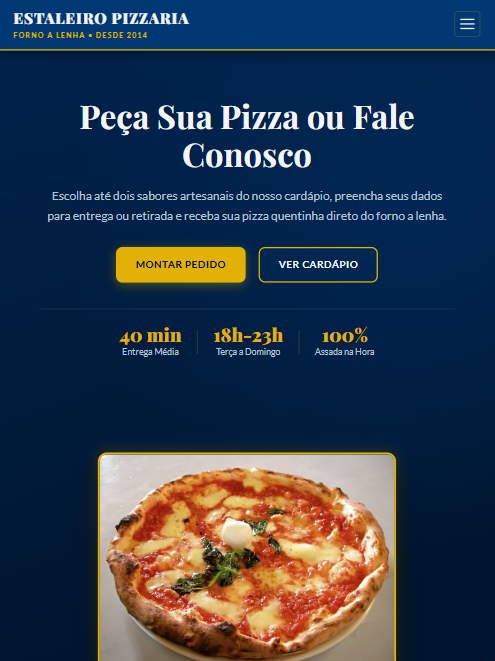 ESTALEIRO PIZZARIA
FORNO A LENHA • DESDE 2014
Peça Sua Pizza ou Fale
Conosco
Escolha até dois sabores artesanais do nosso cardápio, preencha seus dados
para entrega ou retirada e receba sua pizza quentinha direto do forno a lenha.
MONTAR PEDIDO
VER CARDÁPIO
40 min
Entrega Média
18h-23h
Terça a Domingo
100%
Assada na Hora